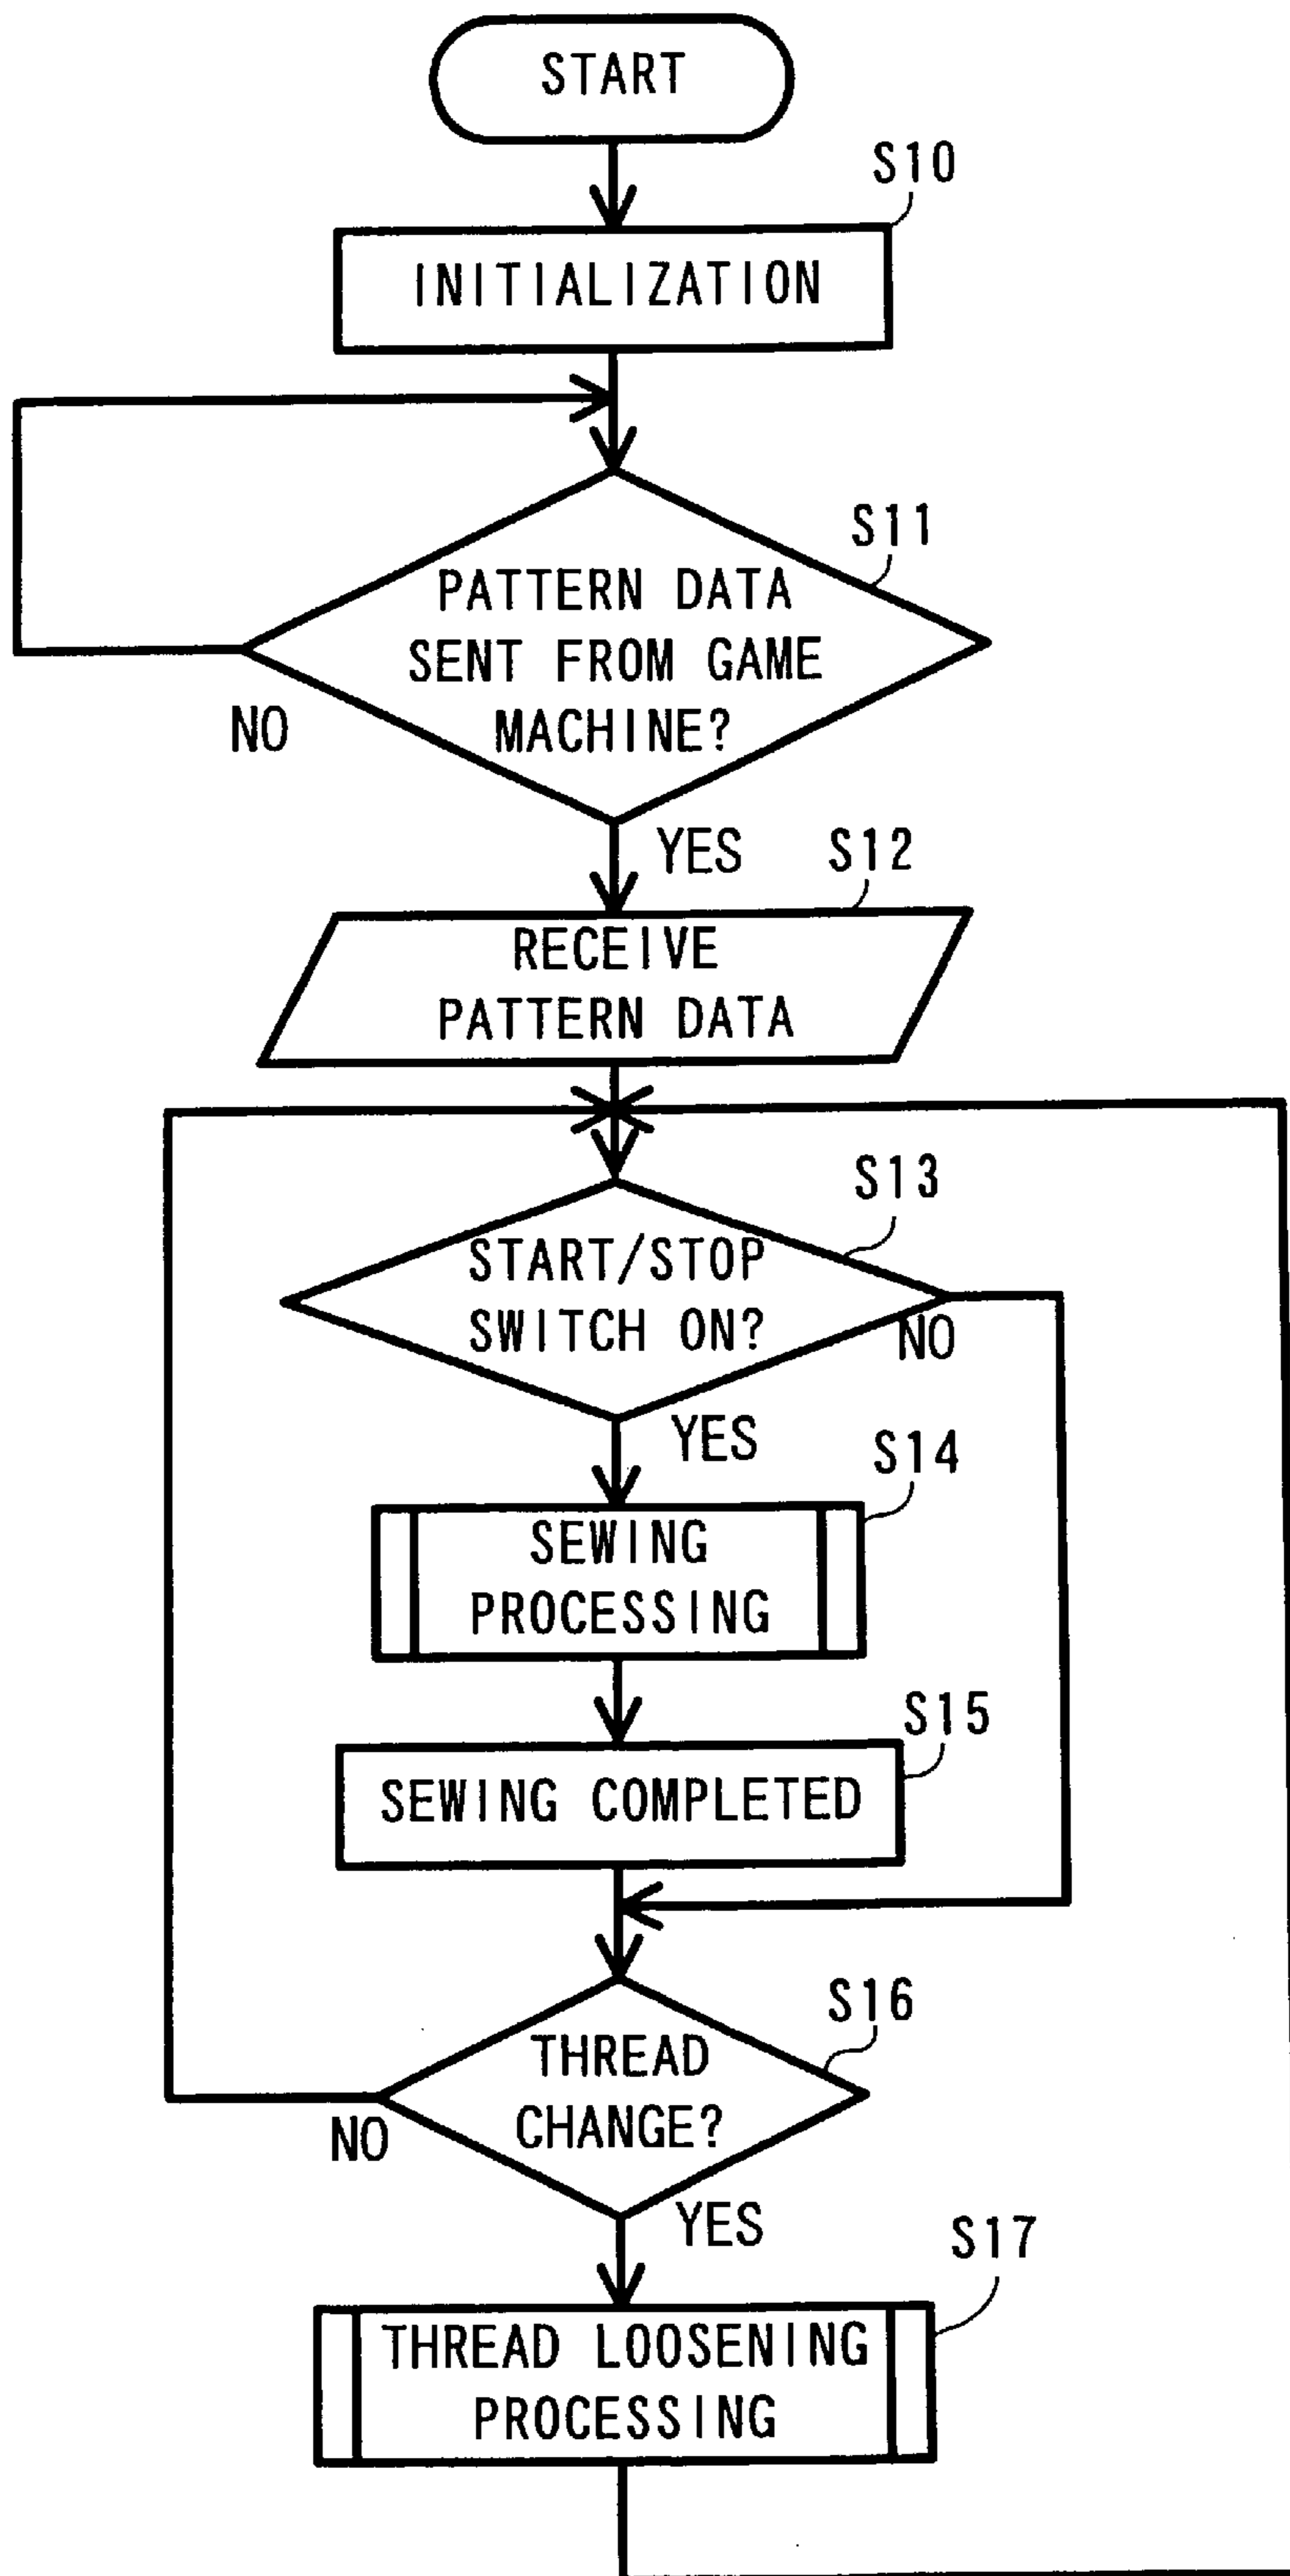 START
S10
INITIALIZATION
S11
PATTERN DATA
SENT FROM GAME
MACHINE?
NO
YES
S12
RECEIVE
PATTERN DATA
S13
START/STOP
SWITCH ON?
NO
YES
S14
SEWING
PROCESSING
S15
SEWING COMPLETED
S16
THREAD
CHANGE?
NO
YES
S17
THREAD LOOSENING
PROCESSING